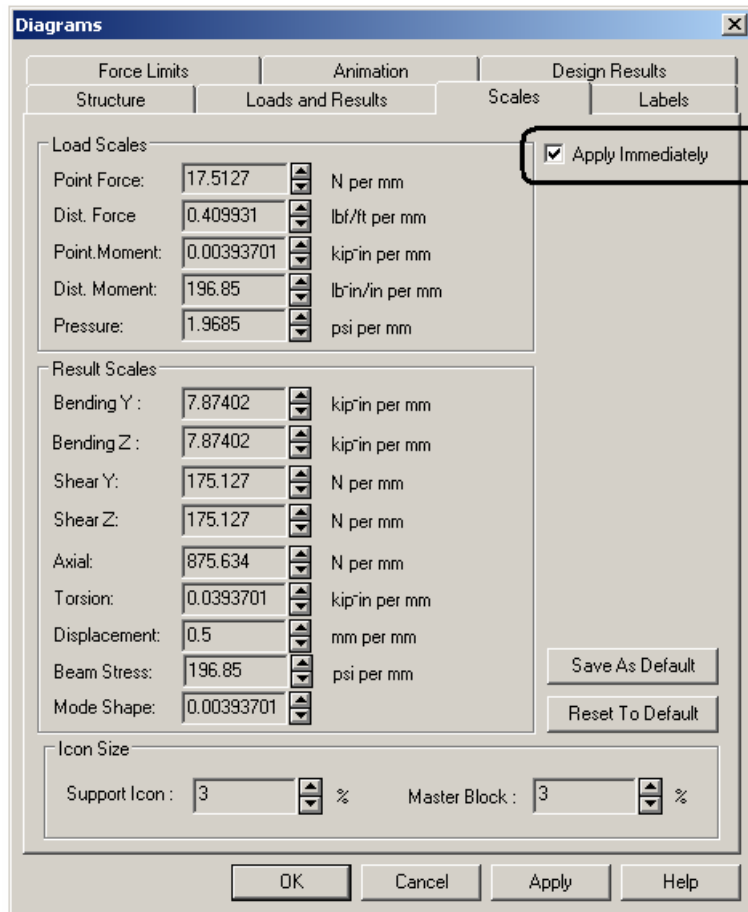 Diagrams
Force Limits Animation Design Results
Structure Loads and Results Scales Labels
Load Scales
Apply Immediately
Point Force: 17.5127 N per mm
Dist. Force 0.409931 lbf/ft per mm
Point.Moment: 0.00393701 kip-in per mm
Dist. Moment: 196.85 lb-in/in per mm
Pressure: 1.9685 psi per mm
Result Scales
Bending Y : 7.87402 kip-in per mm
Bending Z : 7.87402 kip-in per mm
Shear Y: 175.127 N per mm
Shear Z: 175.127 N per mm
Axial: 875.634 N per mm
Torsion: 0.0393701 kip-in per mm
Displacement: 0.5 mm per mm
Beam Stress: 196.85 psi per mm
Save As Default
Mode Shape: 0.00393701
Reset To Default
Icon Size
Support Icon : 3 % Master Block : 3 %
OK Cancel Apply Help